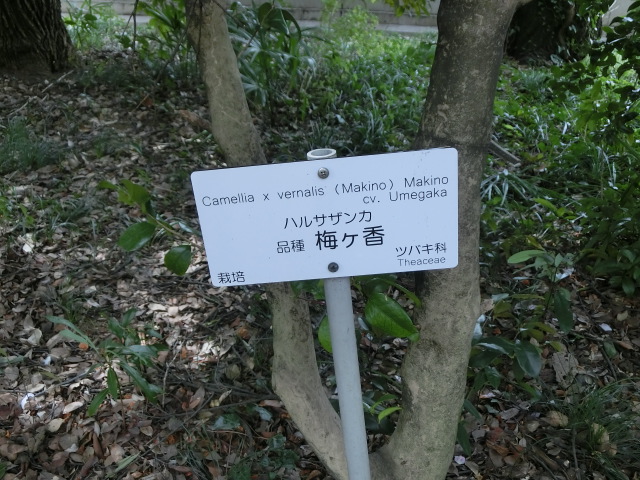 Camellia x vernalis (Makino) Makino
cv. Umegaka
ハルサザンカ
品種 梅ヶ香
ツバキ科
Theaceae
栽培